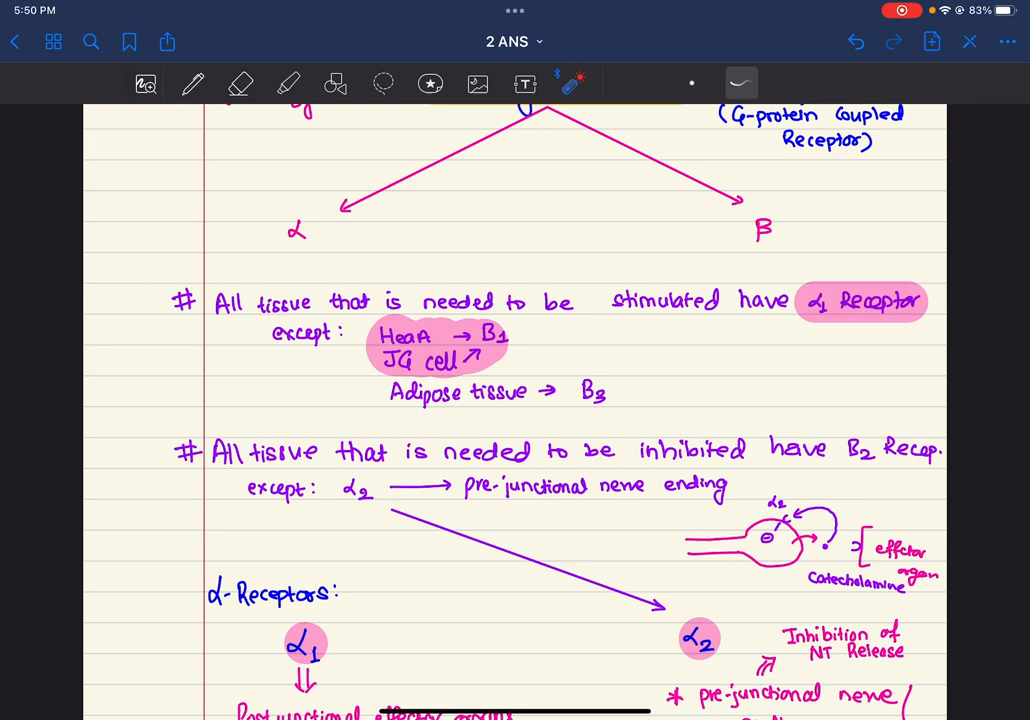 5:50 PM
83%
2 ANS
(G-protein Coupled
Receptor)
α
β
# All tissue that is needed to be stimulated have α1 Receptor
except: Heart → B1
JG cell ↗
Adipose tissue → B3
# All tissue that is needed to be inhibited have B2 Recep.
except: α2 → pre-junctional nerve ending
α2
⊖
effctor
organ
Catecholamine
α-Receptors:
α1
α2
Inhibition of
NT Release
⇓
* pre-junctional nerve